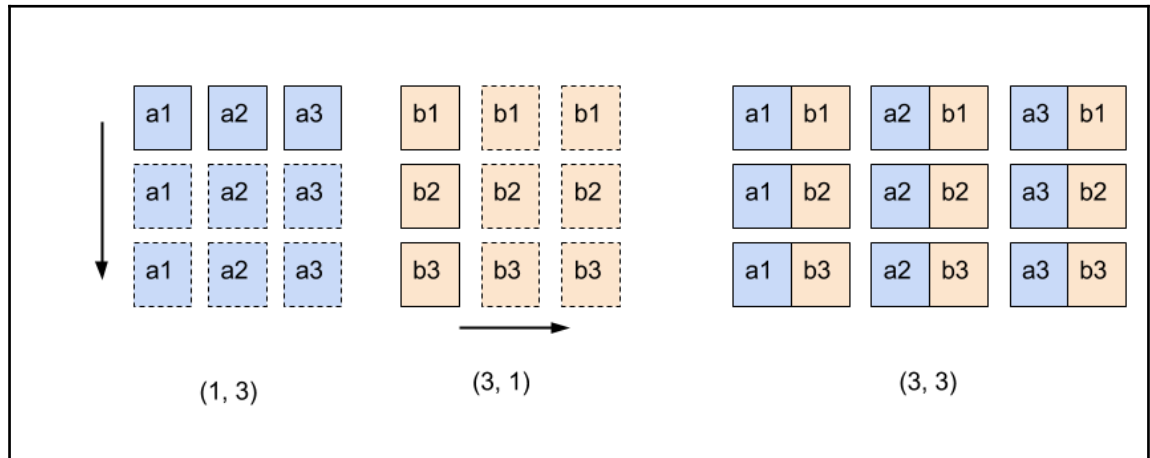 a1 a2 a3 b1 b1 b1 a1 b1 a2 b1 a3 b1
a1 a2 a3 b2 b2 b2 a1 b2 a2 b2 a3 b2
a1 a2 a3 b3 b3 b3 a1 b3 a2 b3 a3 b3
(1, 3) (3, 1) (3, 3)